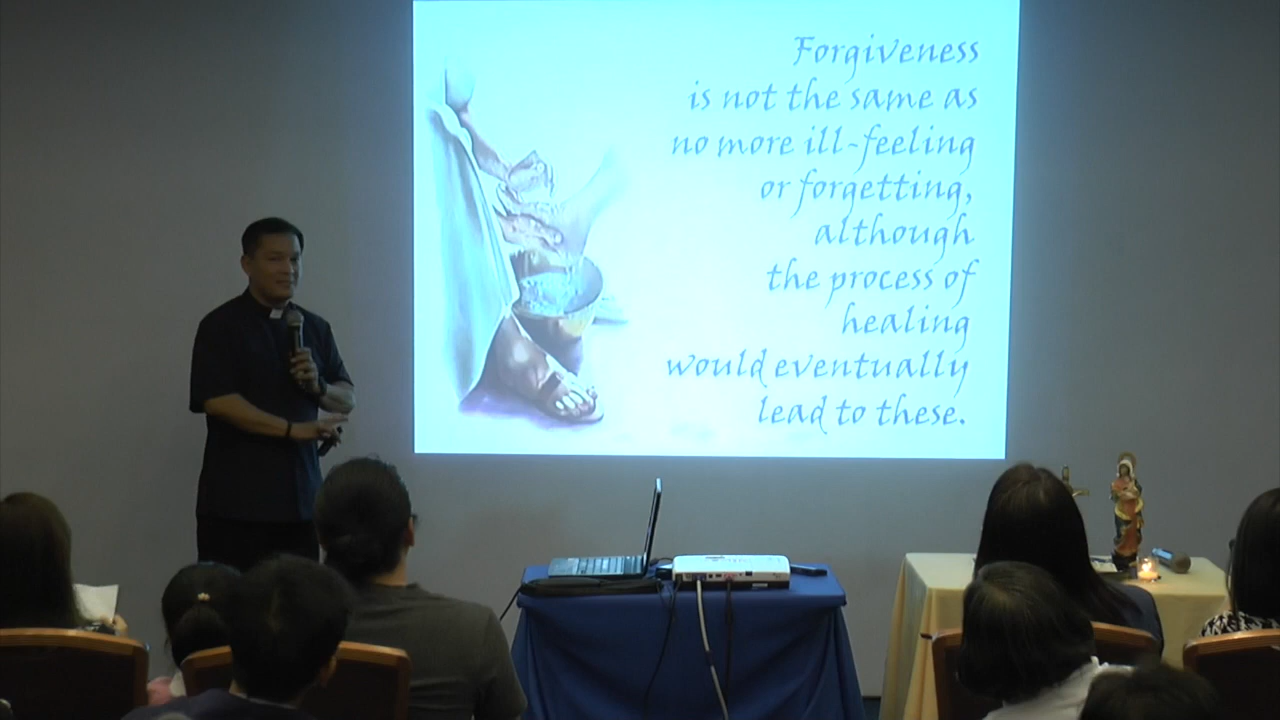 Forgiveness
is not the same as
no more ill-feeling
or forgetting,
although
the process of
healing
would eventually
lead to these.